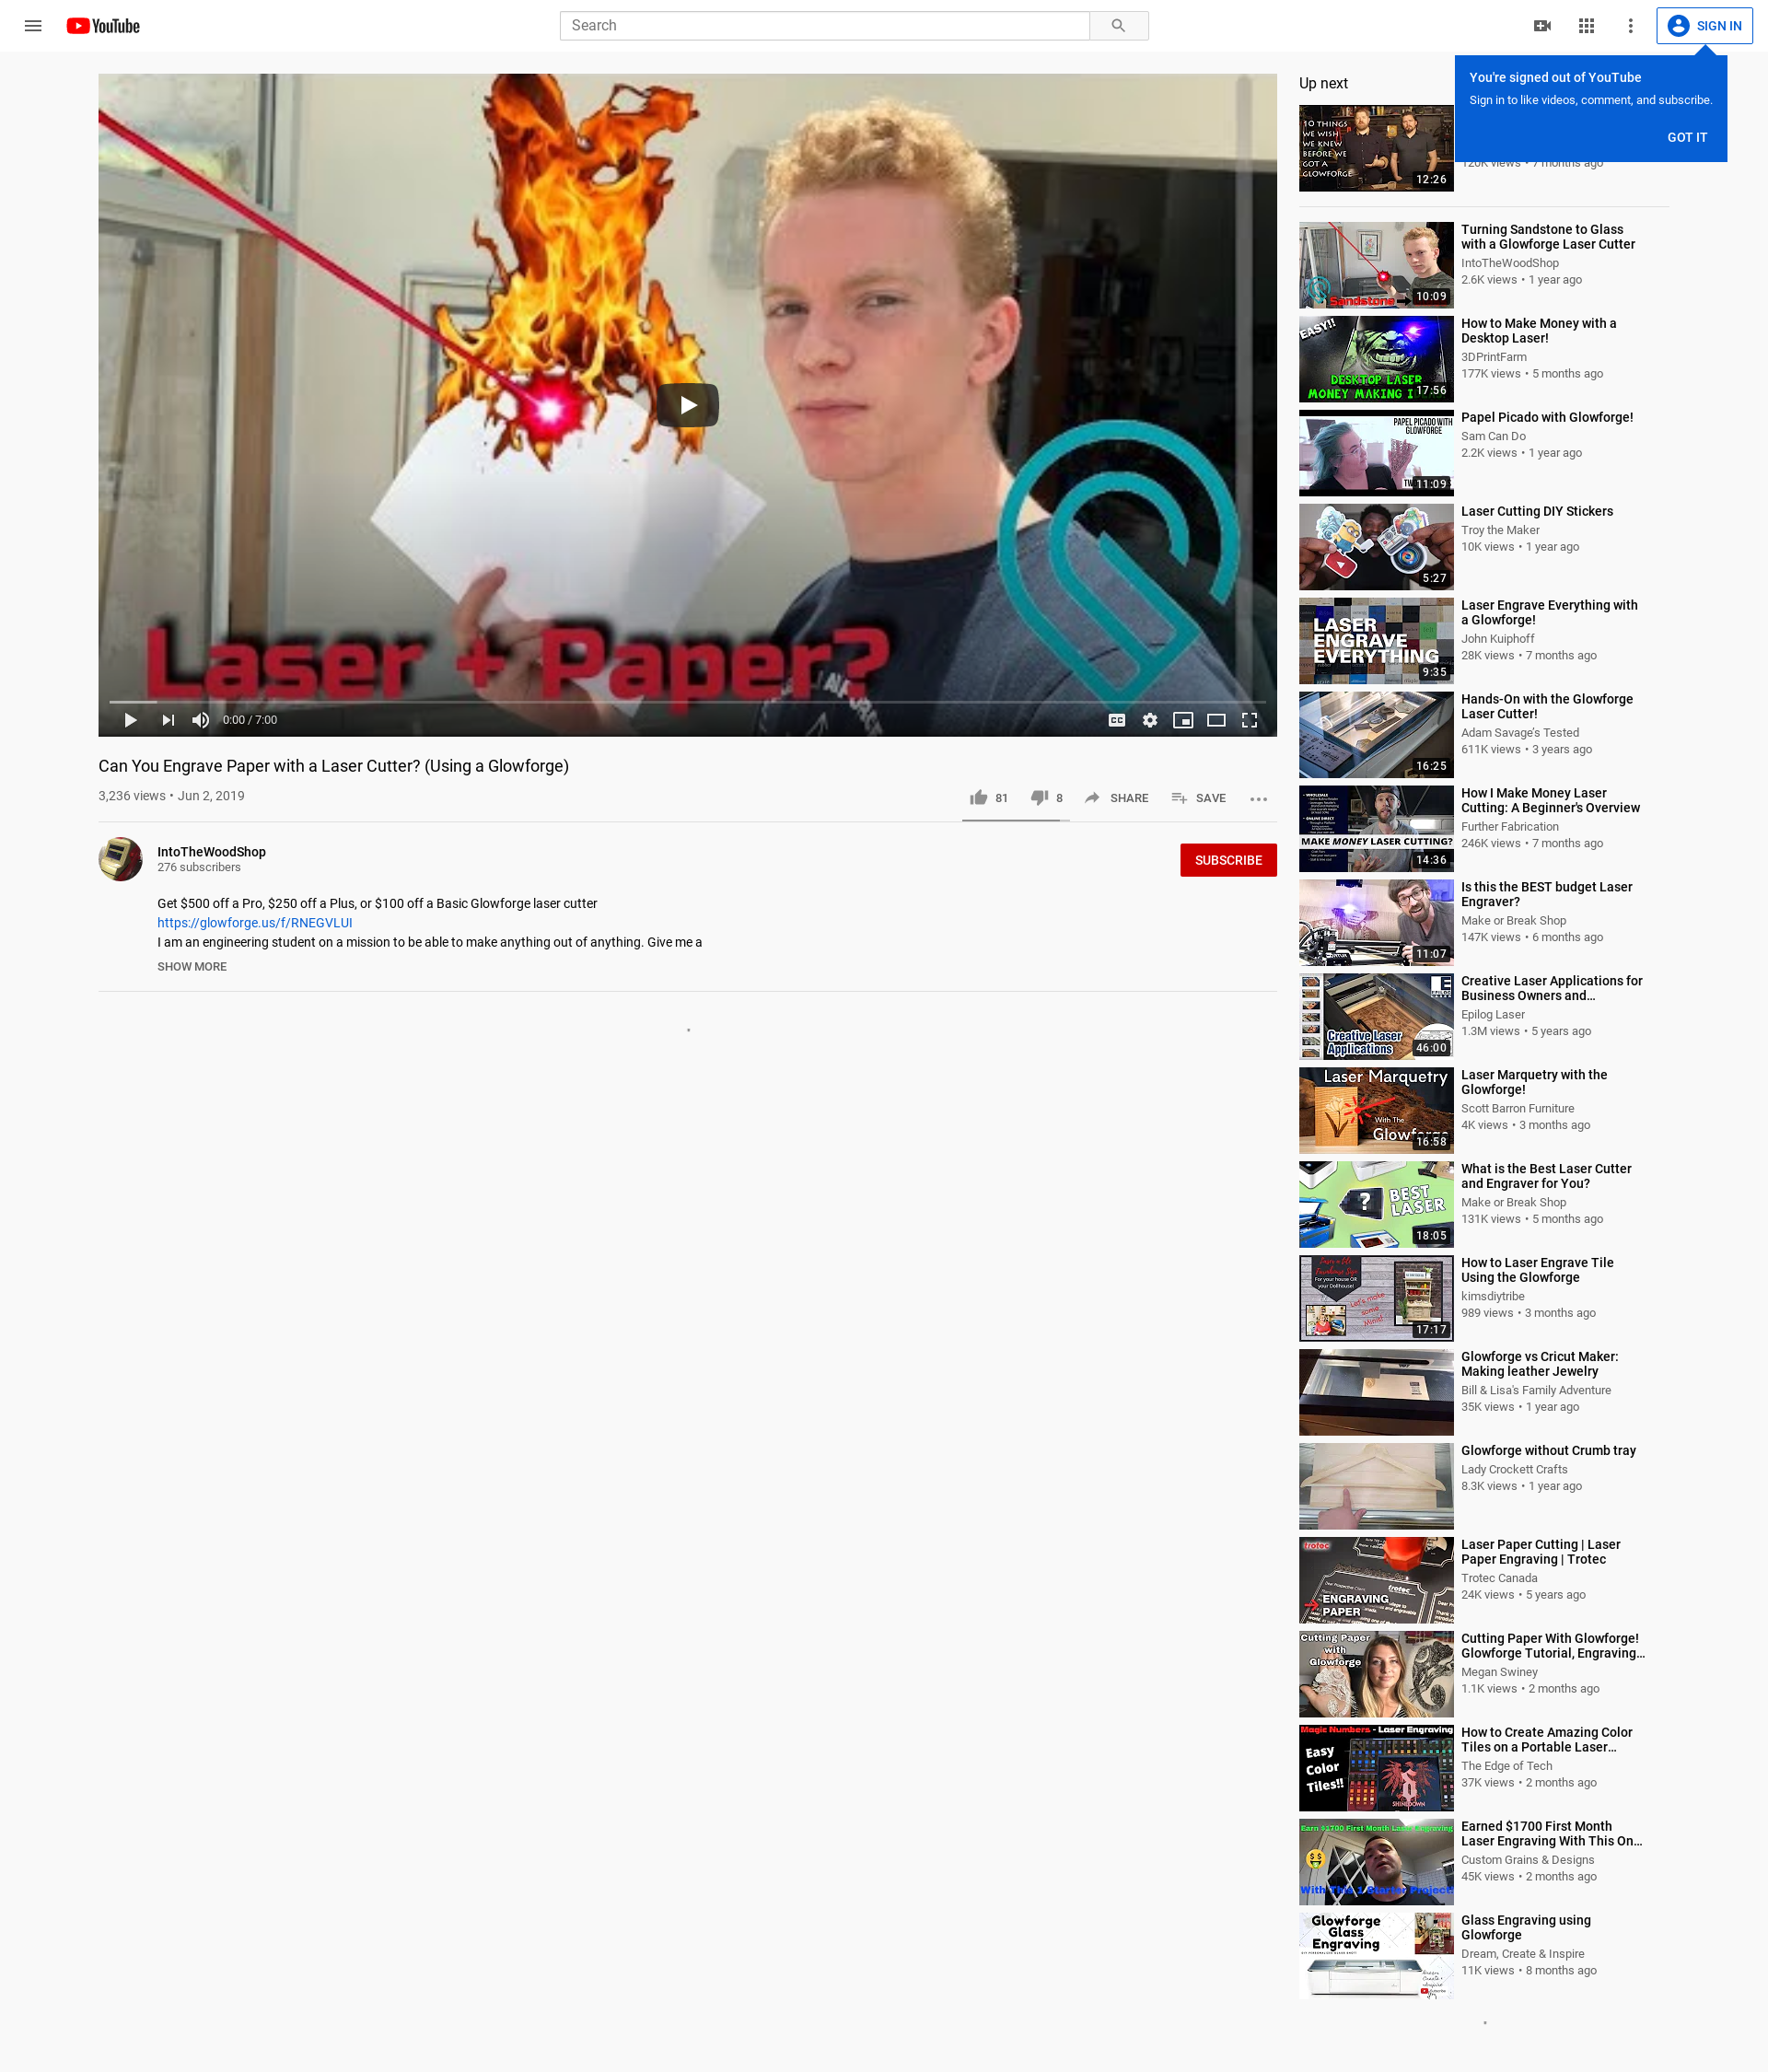 YouTube
Search
SIGN IN
You're signed out of YouTube
Sign in to like videos, comment, and subscribe.
GOT IT
Laser + Paper?
0:00 / 7:00
Can You Engrave Paper with a Laser Cutter? (Using a Glowforge)
3,236 views • Jun 2, 2019
81
8
SHARE
SAVE
IntoTheWoodShop
276 subscribers
SUBSCRIBE
Get $500 off a Pro, $250 off a Plus, or $100 off a Basic Glowforge laser cutter
https://glowforge.us/f/RNEGVLUI
I am an engineering student on a mission to be able to make anything out of anything. Give me a
SHOW MORE
Up next
10 THINGS
WE WISH
WE KNEW
BEFORE WE
GOT A
GLOWFORGE
12:26
120K views • 7 months ago
Sandstone
10:09
Turning Sandstone to Glass
with a Glowforge Laser Cutter
IntoTheWoodShop
2.6K views • 1 year ago
EASY!!
DESKTOP LASER
MONEY MAKING
17:56
How to Make Money with a
Desktop Laser!
3DPrintFarm
177K views • 5 months ago
PAPEL PICADO WITH
GLOWFORGE
11:09
Papel Picado with Glowforge!
Sam Can Do
2.2K views • 1 year ago
5:27
Laser Cutting DIY Stickers
Troy the Maker
10K views • 1 year ago
LASER
ENGRAVE
EVERYTHING
9:35
Laser Engrave Everything with
a Glowforge!
John Kuiphoff
28K views • 7 months ago
16:25
Hands-On with the Glowforge
Laser Cutter!
Adam Savage's Tested
611K views • 3 years ago
MAKE MONEY LASER CUTTING?
14:36
How I Make Money Laser
Cutting: A Beginner's Overview
Further Fabrication
246K views • 7 months ago
11:07
Is this the BEST budget Laser
Engraver?
Make or Break Shop
147K views • 6 months ago
EPILOG
Creative Laser
Applications
46:00
Creative Laser Applications for
Business Owners and...
Epilog Laser
1.3M views • 5 years ago
Laser Marquetry
With The
Glowforge
16:58
Laser Marquetry with the
Glowforge!
Scott Barron Furniture
4K views • 3 months ago
?
BEST
LASER
18:05
What is the Best Laser Cutter
and Engraver for You?
Make or Break Shop
131K views • 5 months ago
For your house OR
your Dollhouse!
Let's make
some
17:17
How to Laser Engrave Tile
Using the Glowforge
kimsdiytribe
989 views • 3 months ago
Glowforge vs Cricut Maker:
Making leather Jewelry
Bill & Lisa's Family Adventure
35K views • 1 year ago
Glowforge without Crumb tray
Lady Crockett Crafts
8.3K views • 1 year ago
trotec
trotec
ENGRAVING
PAPER
Laser Paper Cutting | Laser
Paper Engraving | Trotec
Trotec Canada
24K views • 5 years ago
Cutting Paper
with
Glowforge
Cutting Paper With Glowforge!
Glowforge Tutorial, Engraving...
Megan Swiney
1.1K views • 2 months ago
Magic Numbers - Laser Engraving
Easy
Color
Tiles!!
SHINEDOWN
How to Create Amazing Color
Tiles on a Portable Laser...
The Edge of Tech
37K views • 2 months ago
Earn $1700 First Month Laser Engraving
With This 1 Starter Project!
Earned $1700 First Month
Laser Engraving With This On...
Custom Grains & Designs
45K views • 2 months ago
Glowforge
Glass
Engraving
Glass Engraving using
Glowforge
Dream, Create & Inspire
11K views • 8 months ago